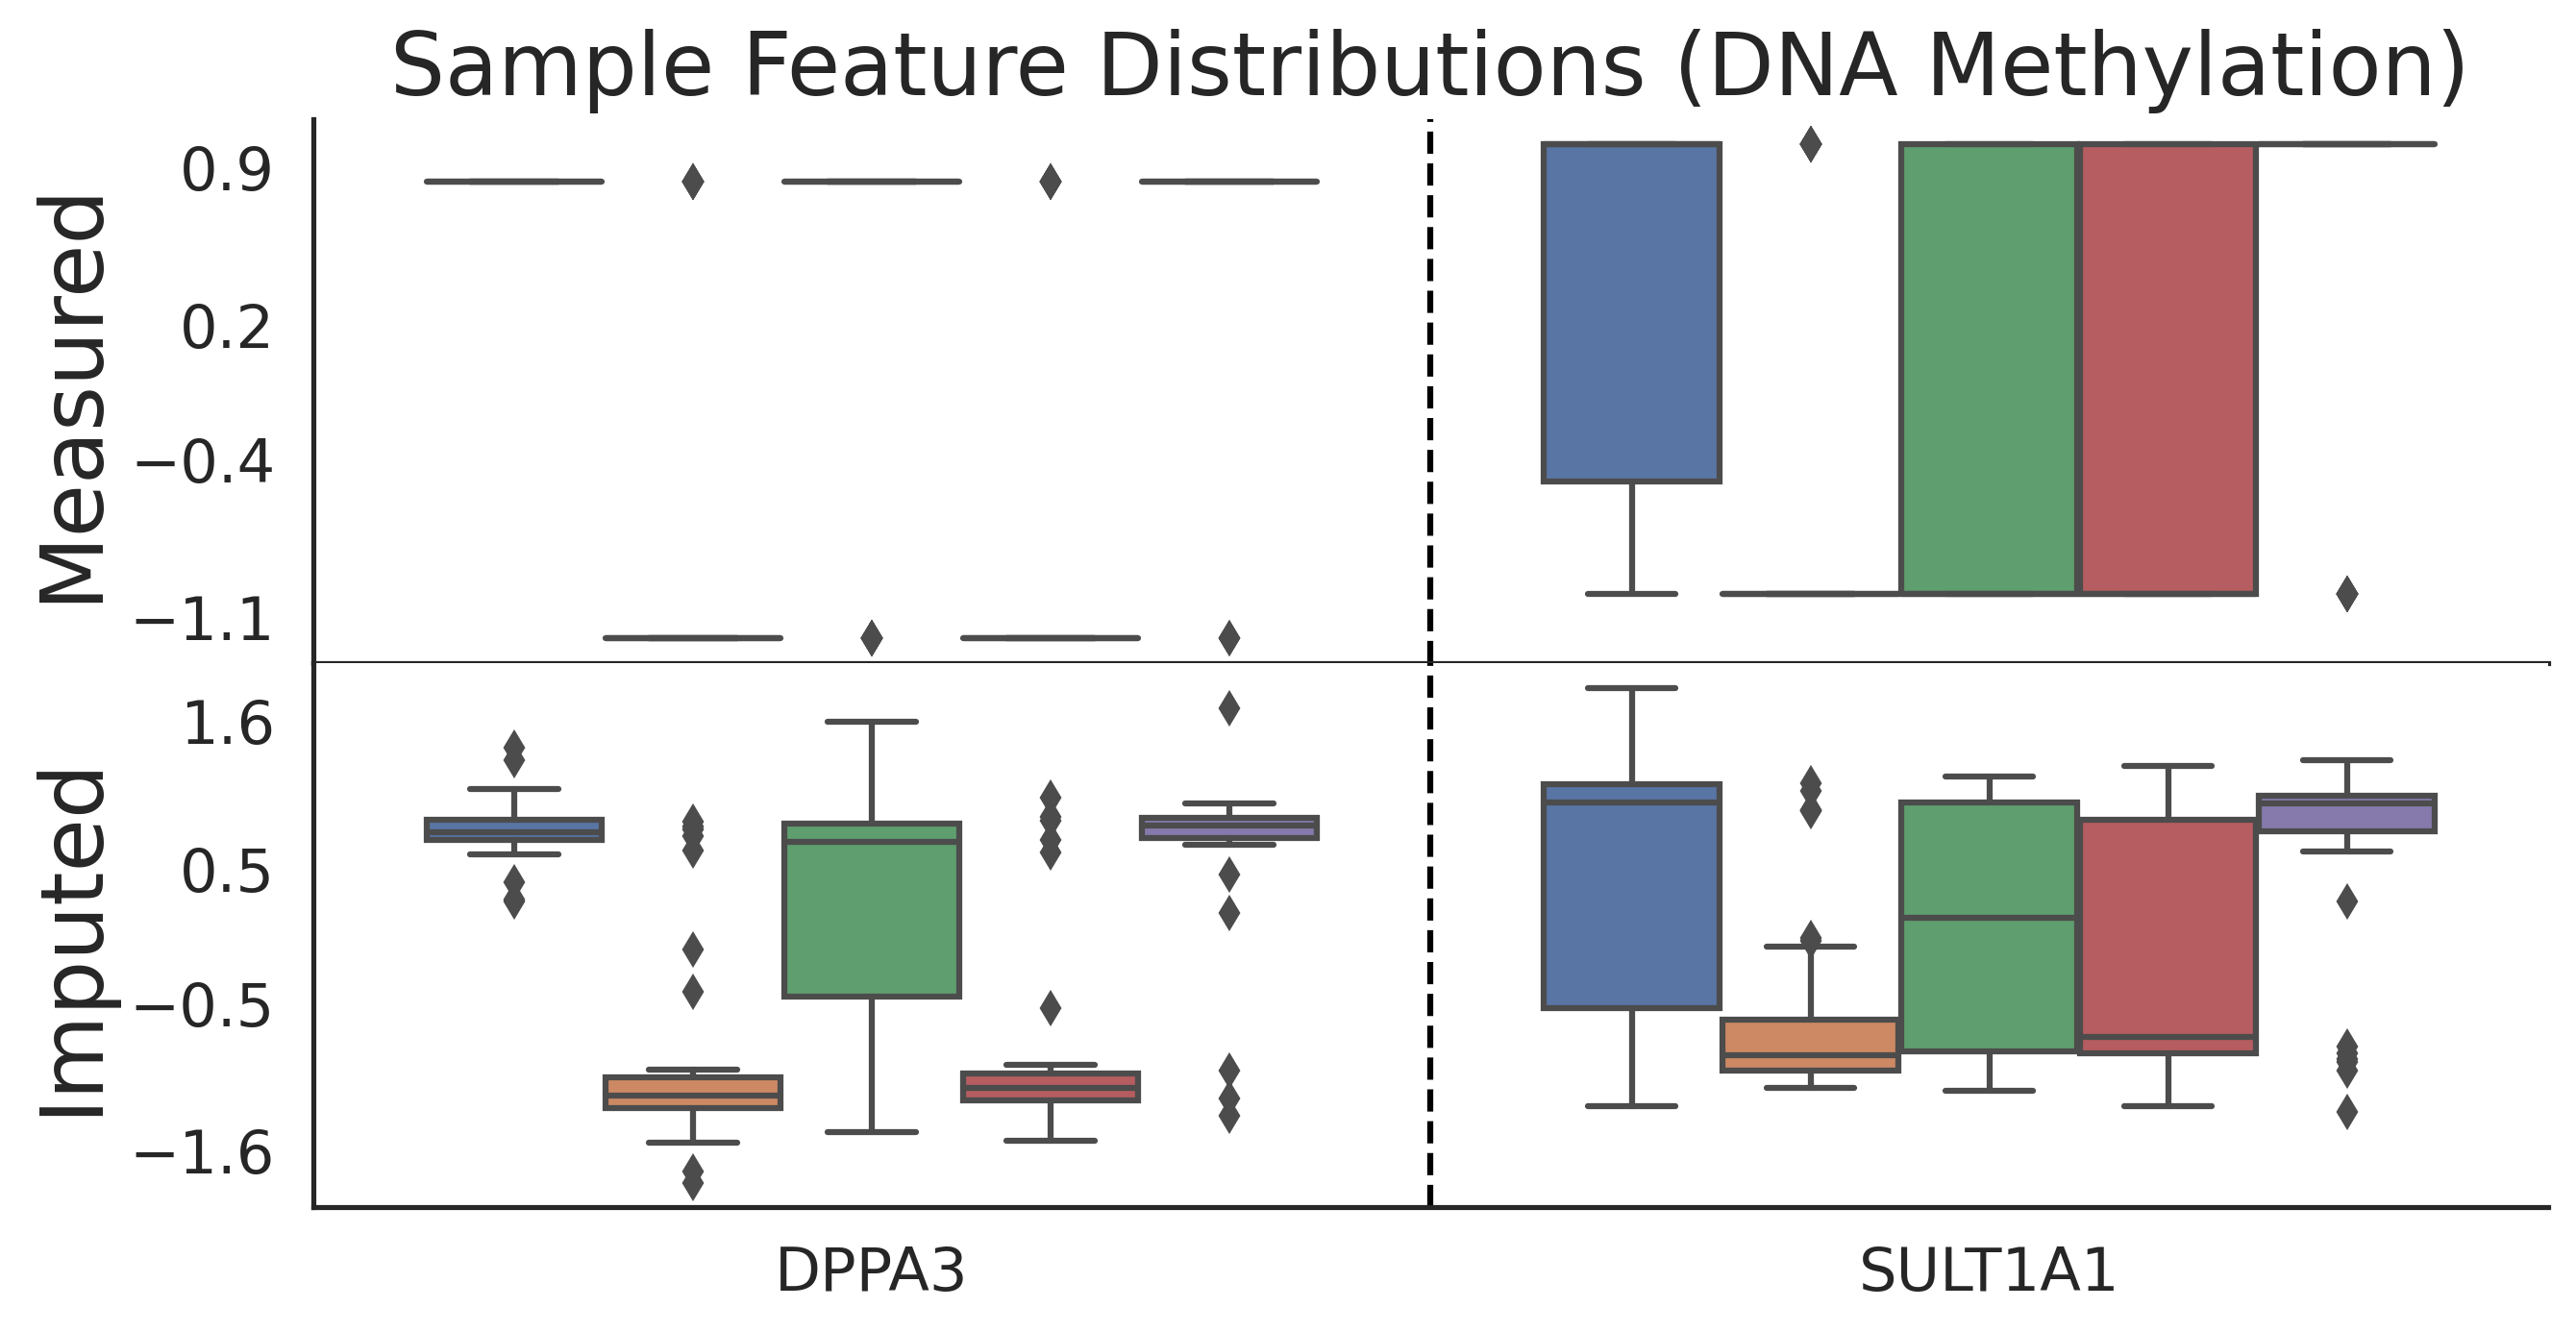 Sample Feature Distributions (DNA Methylation)
Measured
0.9
0.2
−0.4
−1.1
Imputed
1.6
0.5
−0.5
−1.6
DPPA3
SULT1A1